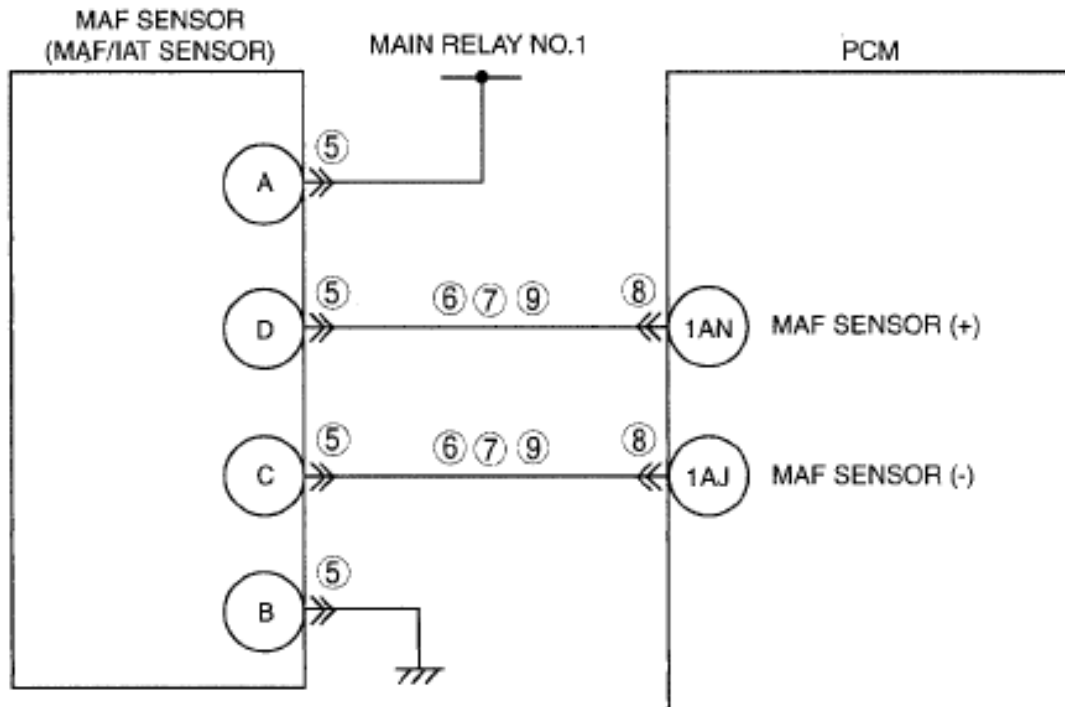 MAF SENSOR
(MAF/IAT SENSOR)
MAIN RELAY NO.1
PCM
⑤
A
⑤ ⑥ ⑦ ⑨ ⑧
D 1AN MAF SENSOR (+)
⑤ ⑥ ⑦ ⑨ ⑧
C 1AJ MAF SENSOR (-)
⑤
B